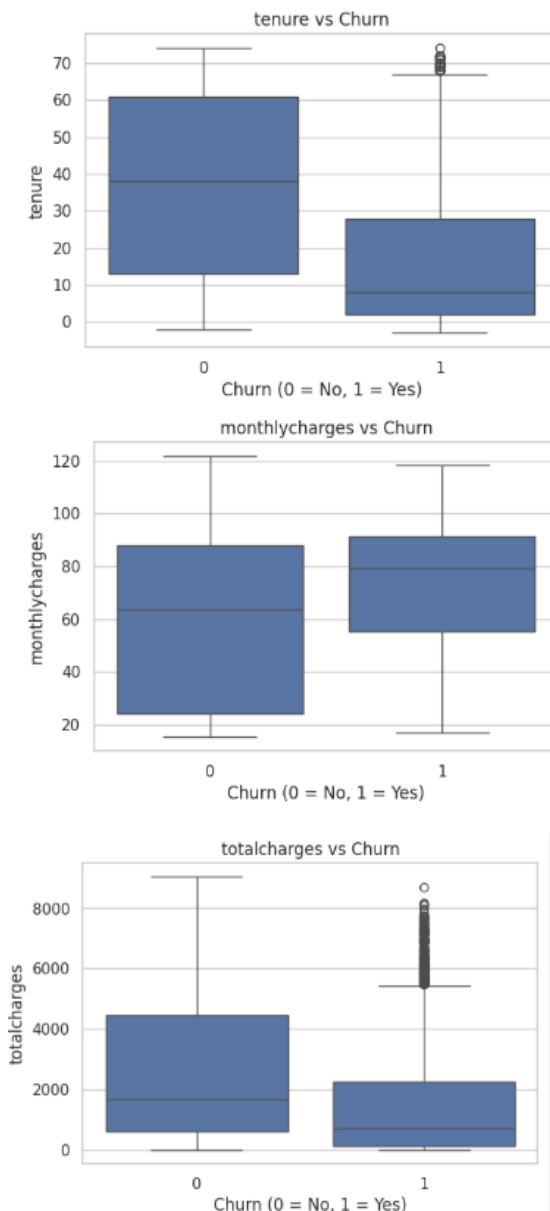 tenure vs Churn
70
60
50
40
30
20
10
0
tenure
0 1
Churn (0 = No, 1 = Yes)
monthlycharges vs Churn
120
100
80
60
40
20
monthlycharges
0 1
Churn (0 = No, 1 = Yes)
totalcharges vs Churn
8000
6000
4000
2000
0
totalcharges
0 1
Churn (0 = No, 1 = Yes)